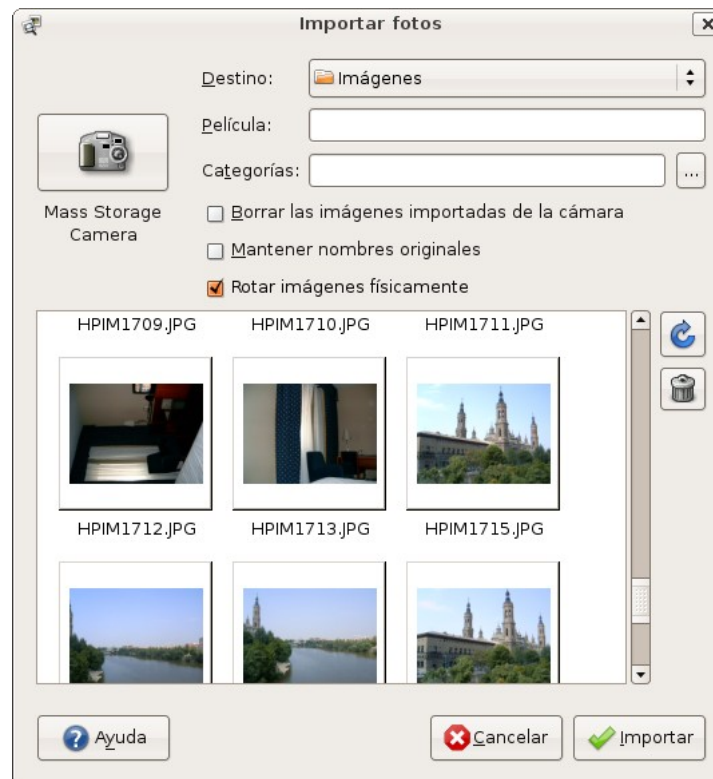 Importar fotos
Destino:
Imágenes
Película:
Categorías:
...
Mass Storage
Camera
Borrar las imágenes importadas de la cámara
Mantener nombres originales
Rotar imágenes físicamente
HPIM1709.JPG HPIM1710.JPG HPIM1711.JPG
HPIM1712.JPG HPIM1713.JPG HPIM1715.JPG
Ayuda
Cancelar
Importar